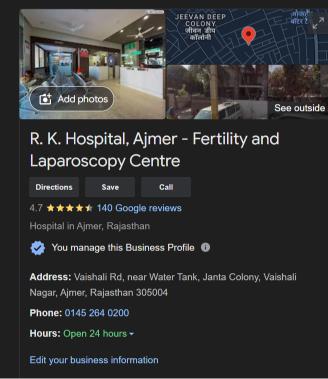 JEEVAN DEEP
COLONY
जीवन डीप
कॉलोनी
Add photos
See outside
R. K. Hospital, Ajmer - Fertility and
Laparoscopy Centre
Directions Save Call
4.7 140 Google reviews
Hospital in Ajmer, Rajasthan
You manage this Business Profile
Address: Vaishali Rd, near Water Tank, Janta Colony, Vaishali
Nagar, Ajmer, Rajasthan 305004
Phone: 0145 264 0200
Hours: Open 24 hours
Edit your business information